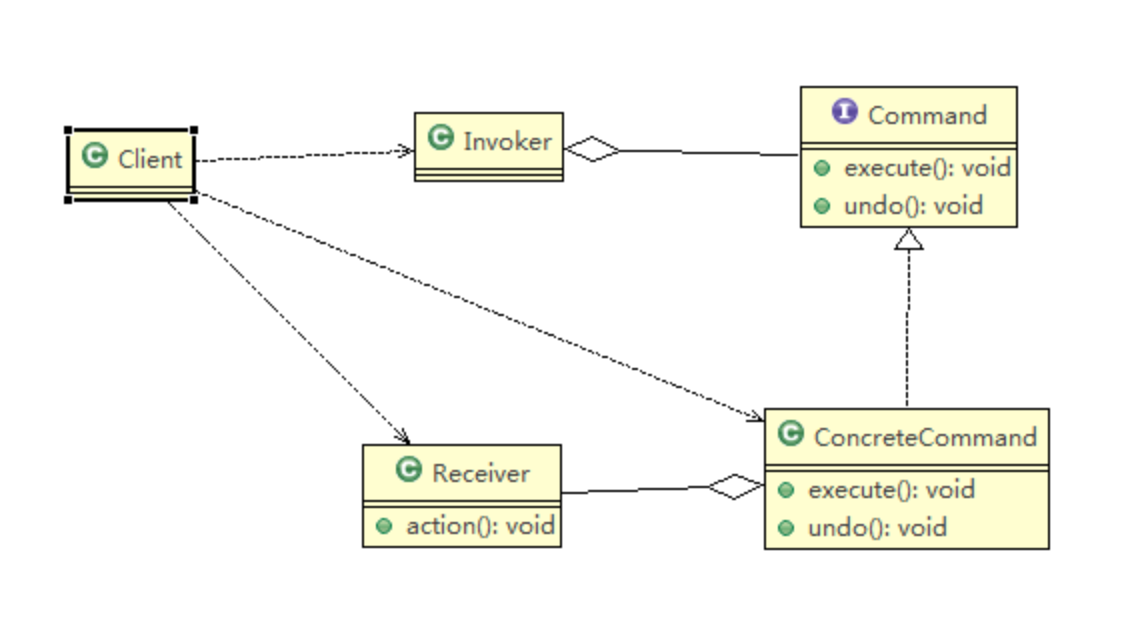 C Client
C Invoker
I Command
execute(): void
undo(): void
C Receiver
action(): void
C ConcreteCommand
execute(): void
undo(): void